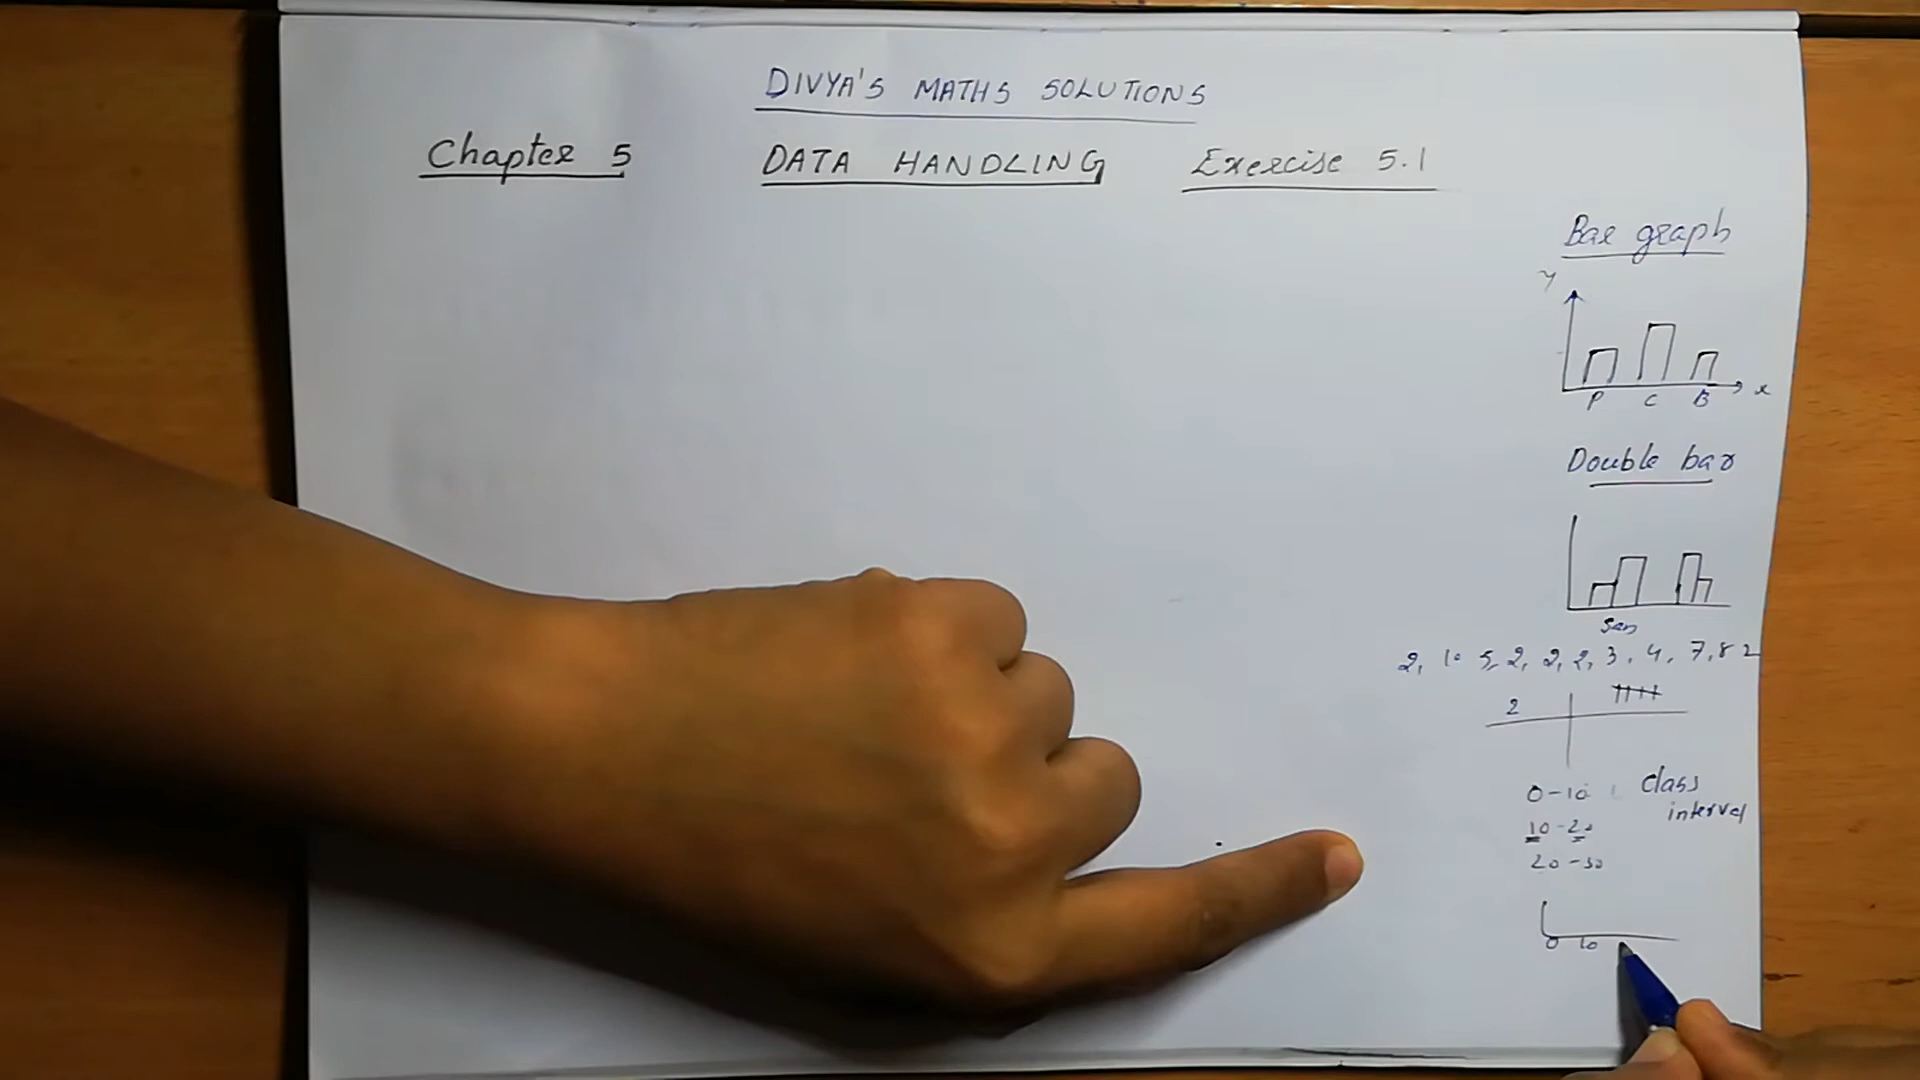 DIVYA'S MATHS SOLUTIONS
Chapter 5 DATA HANDLING Exercise 5.1
Bar graph
y
x
P C B
Double bar
2, 10 5, 2, 2, 2, 3, 4, 7, 8 2
2
0-10 Class
interval
10-20
20-30
0 10